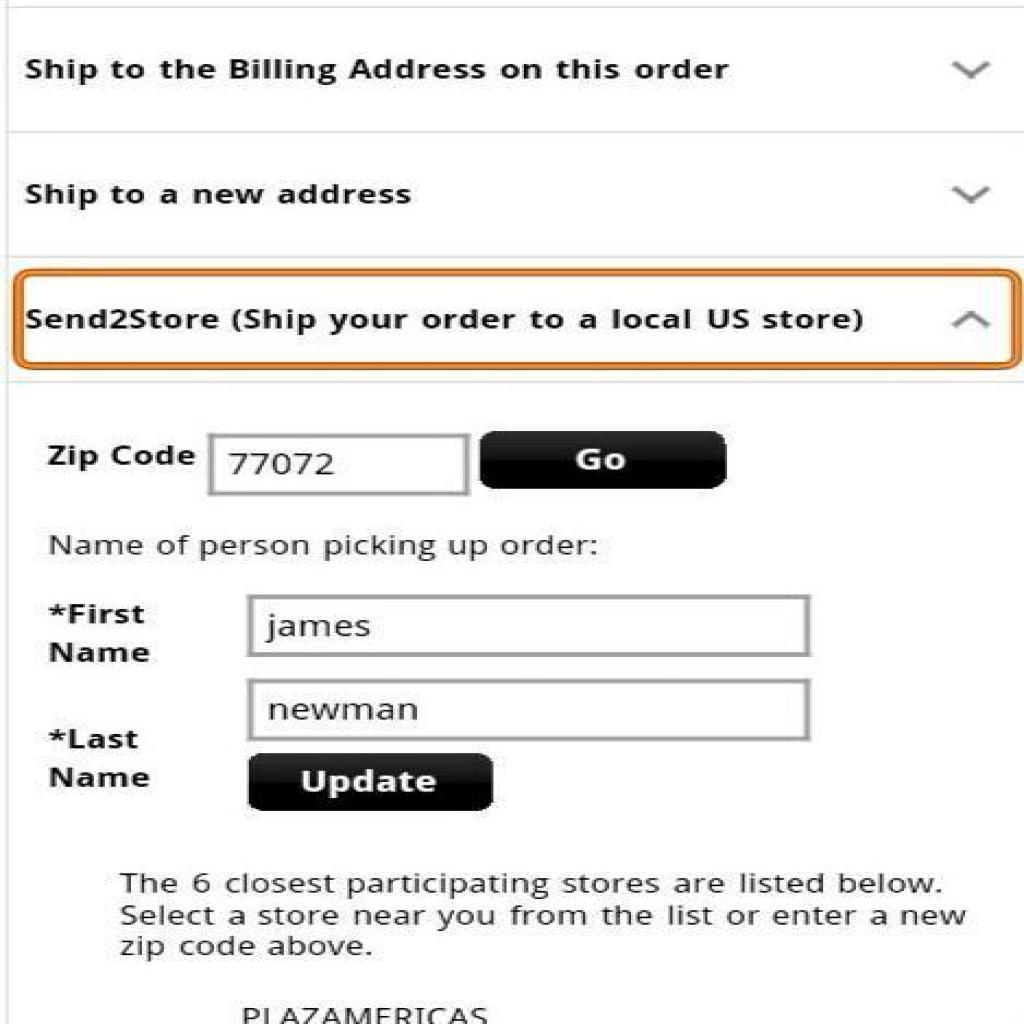 Ship to the Billing Address on this order
Ship to a new address
Send2Store (Ship your order to a local US store)
Zip Code 77072 Go
Name of person picking up order:
*First
Name
james
newman
*Last
Name
Update
The 6 closest participating stores are listed below.
Select a store near you from the list or enter a new
zip code above.
PLAZAMERICAS